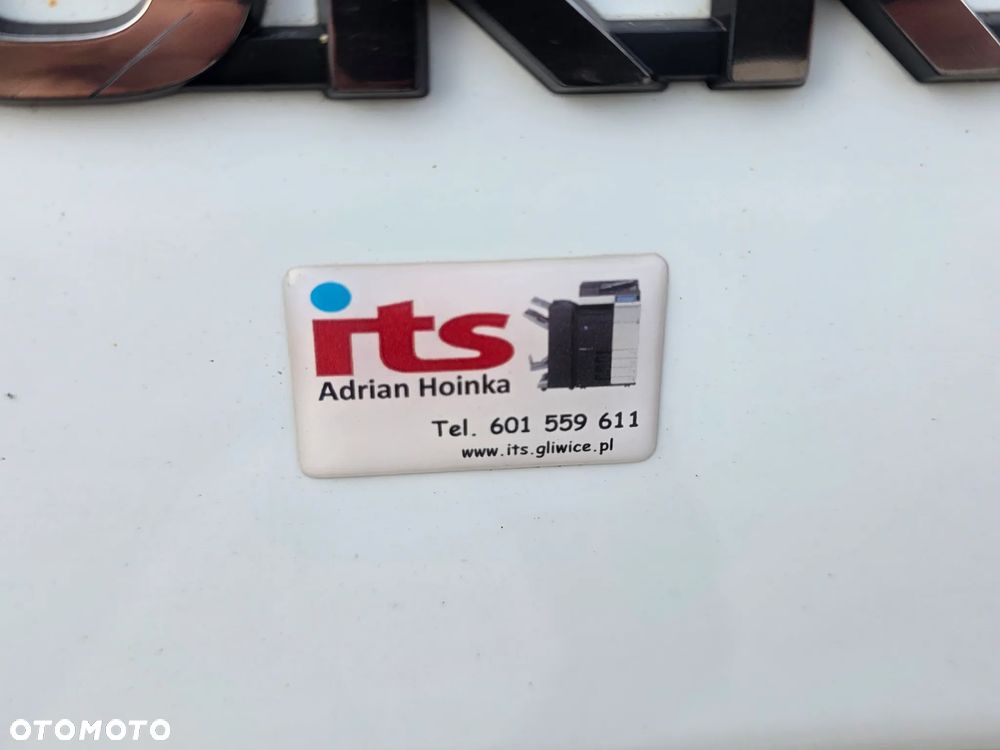 its
Adrian Hoinka
Tel. 601 559 611
www.its.gliwice.pl
OTOMOTO